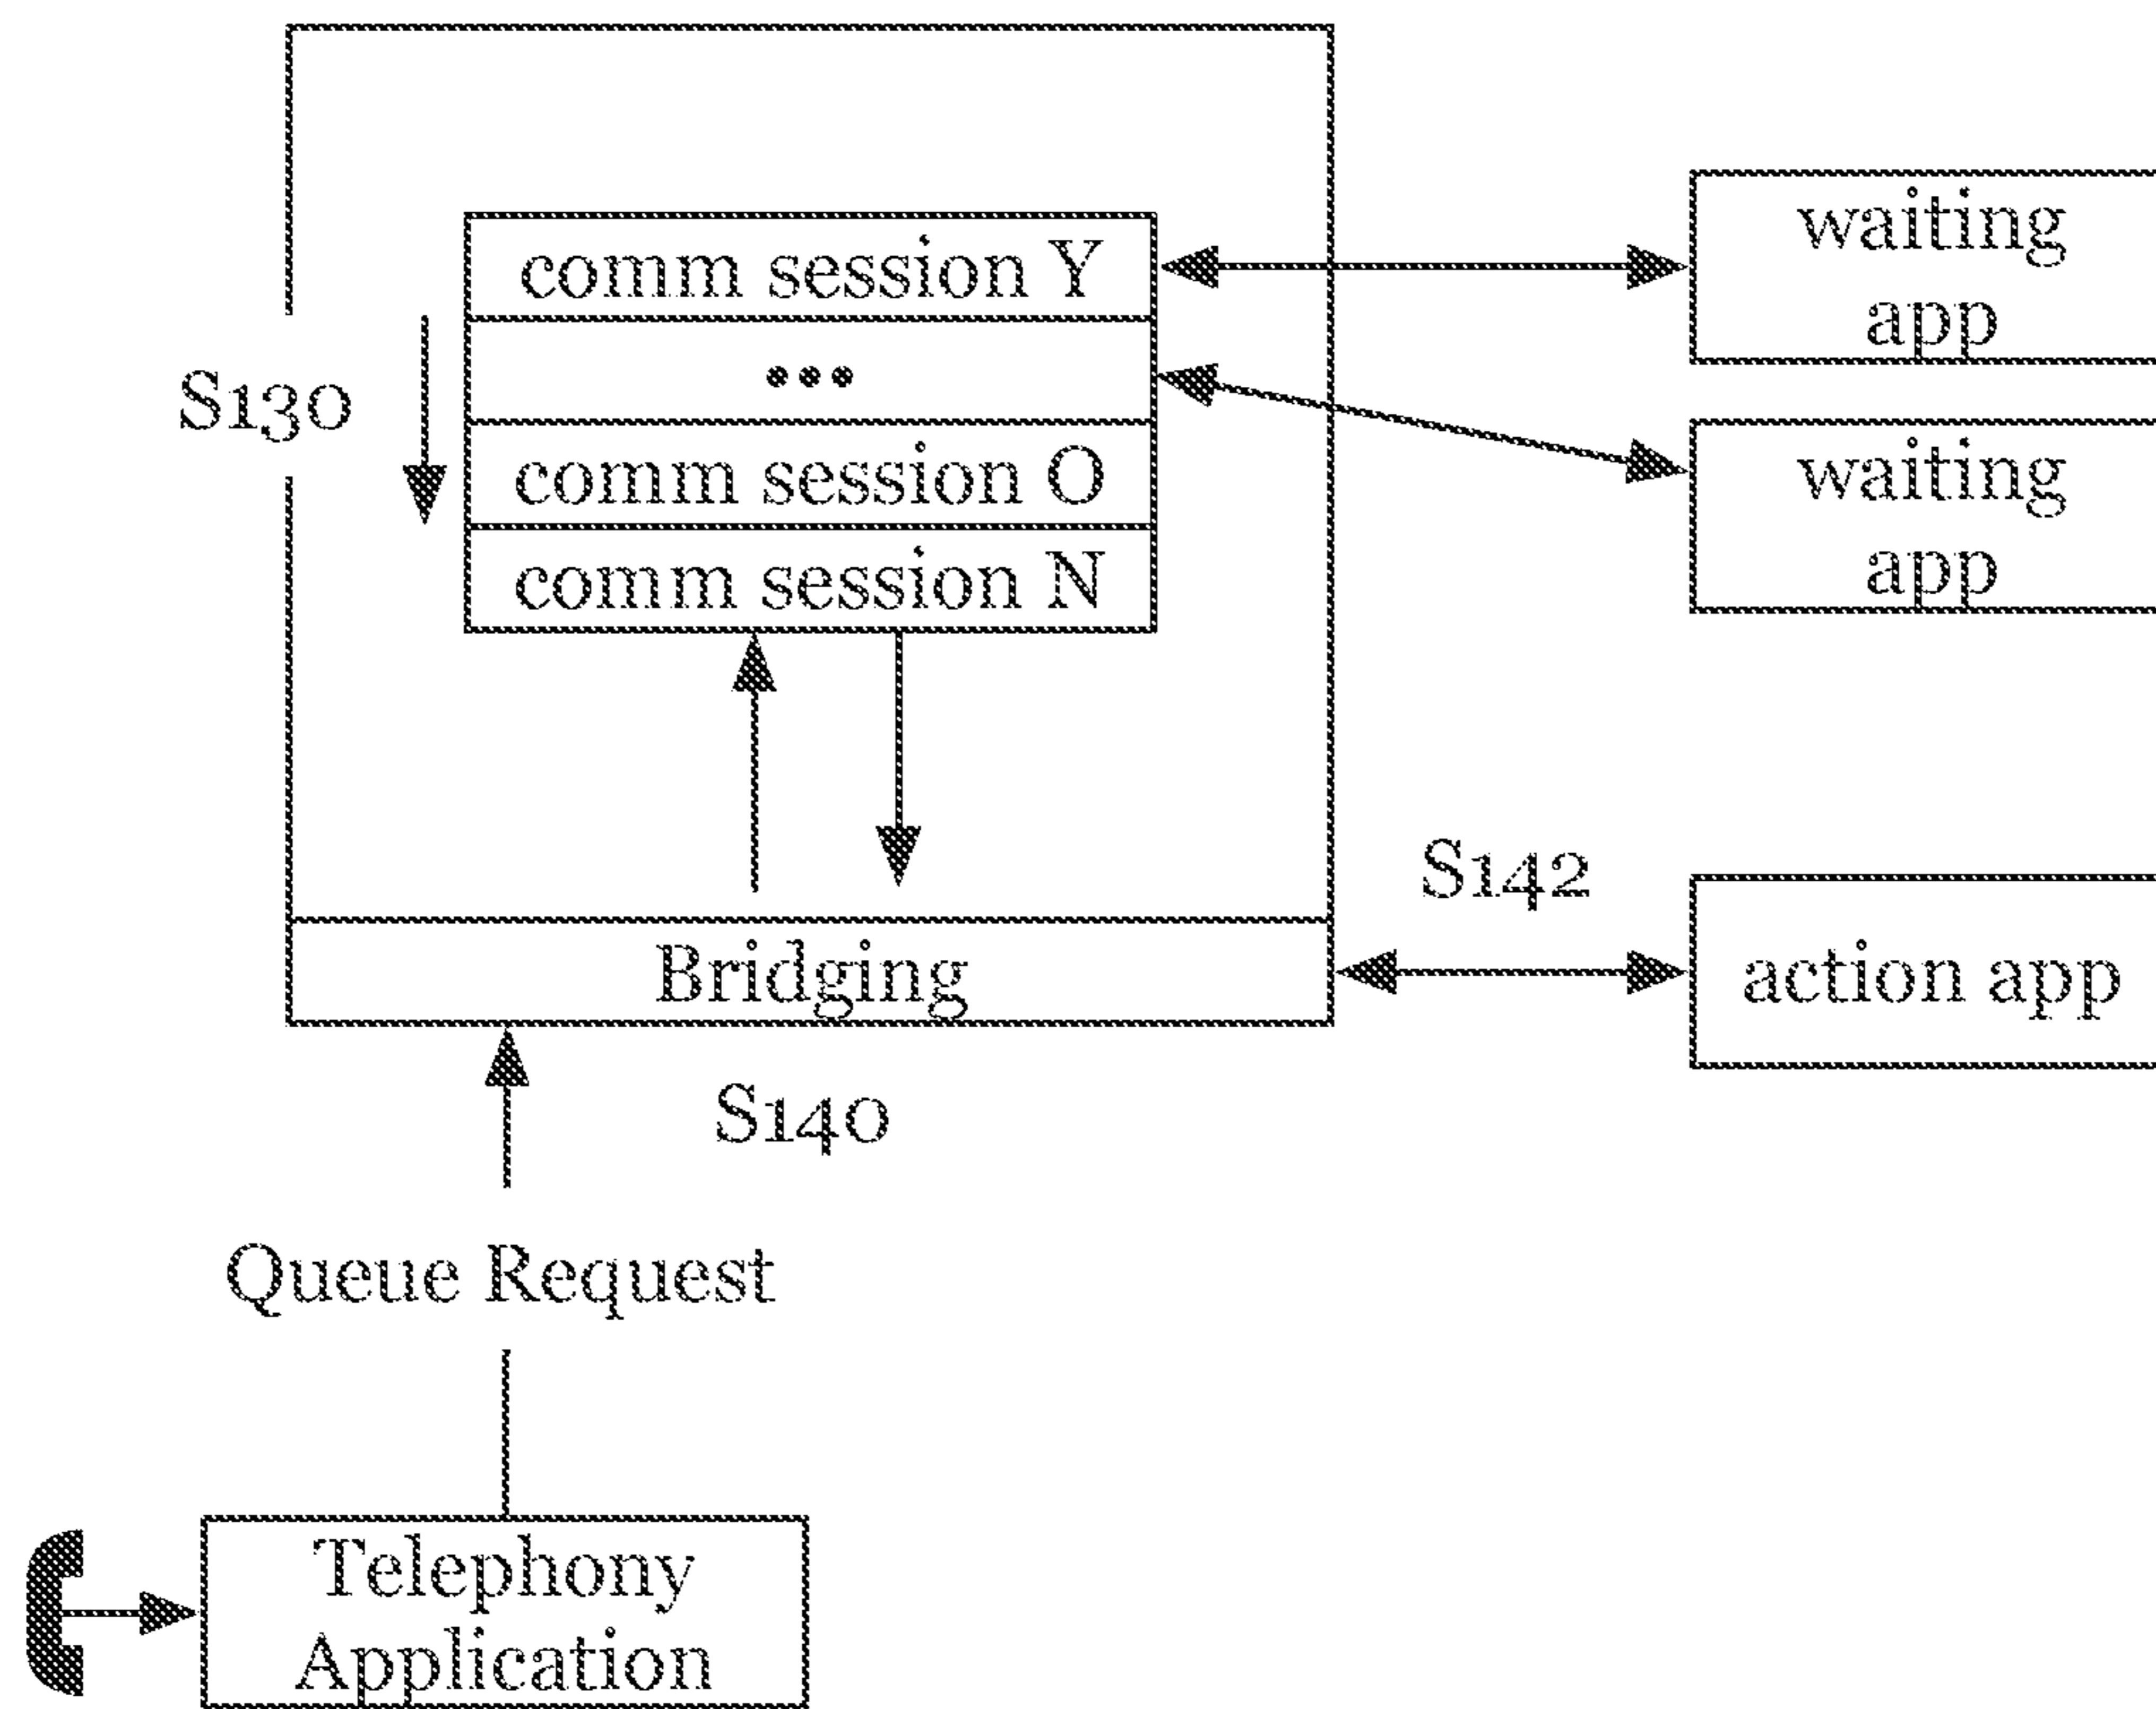 comm session Y
•••
comm session O
comm session N
S130
waiting
app
waiting
app
S142
Bridging
action app
S140
Queue Request
Telephony
Application